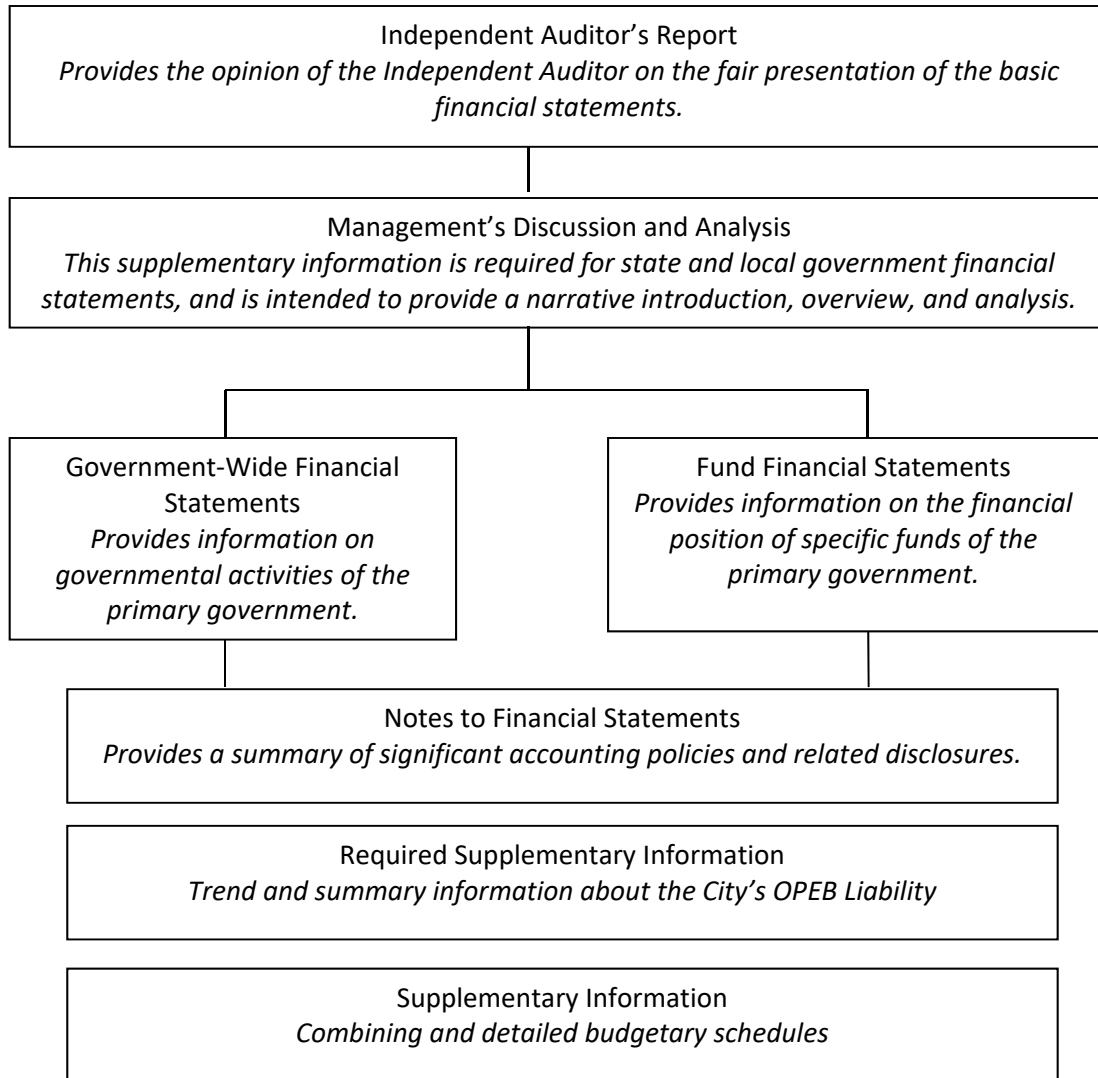 Independent Auditor’s Report
Provides the opinion of the Independent Auditor on the fair presentation of the basic
financial statements.
Management’s Discussion and Analysis
This supplementary information is required for state and local government financial
statements, and is intended to provide a narrative introduction, overview, and analysis.
Government-Wide Financial
Statements
Provides information on
governmental activities of the
primary government.
Fund Financial Statements
Provides information on the financial
position of specific funds of the
primary government.
Notes to Financial Statements
Provides a summary of significant accounting policies and related disclosures.
Required Supplementary Information
Trend and summary information about the City’s OPEB Liability
Supplementary Information
Combining and detailed budgetary schedules